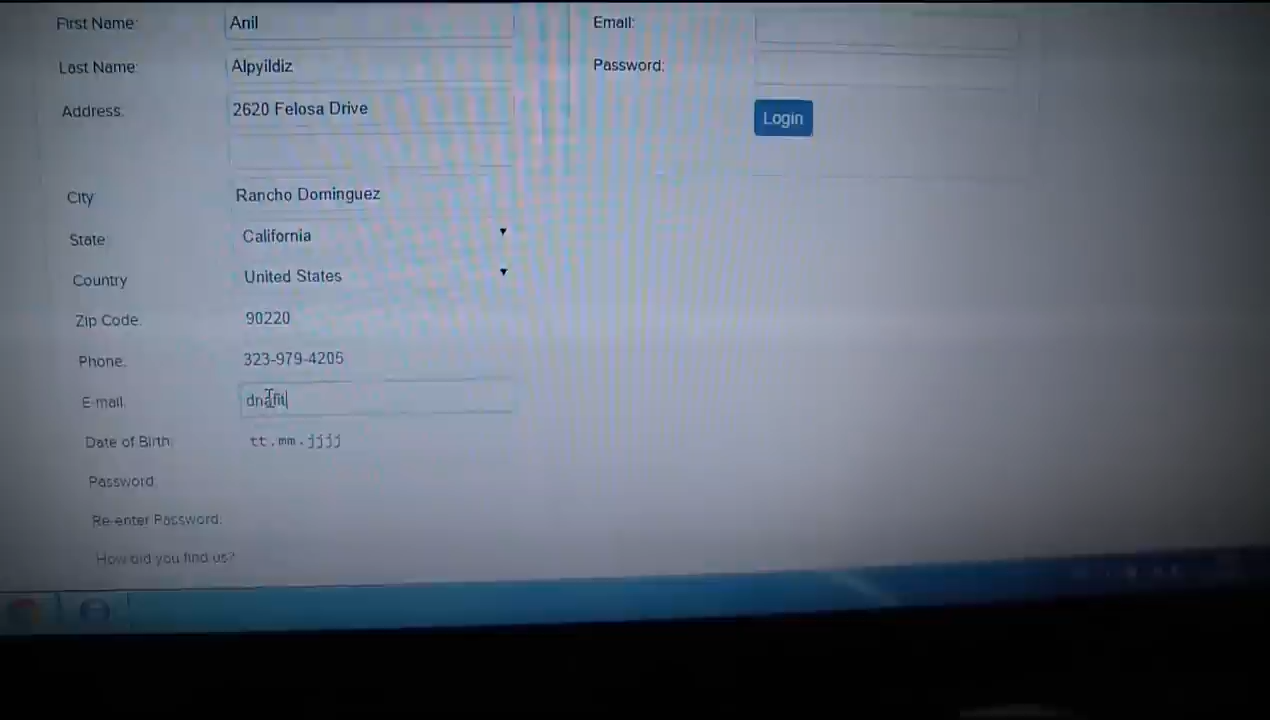 First Name: Anil
Last Name: Alpyildiz
Address: 2620 Felosa Drive
City Rancho Dominguez
State California
Country United States
Zip Code: 90220
Phone: 323-979-4205
E-mail dnafit
Date of Birth: tt.mm.jjjj
Password
Re-enter Password:
How did you find us?
Email:
Password:
Login